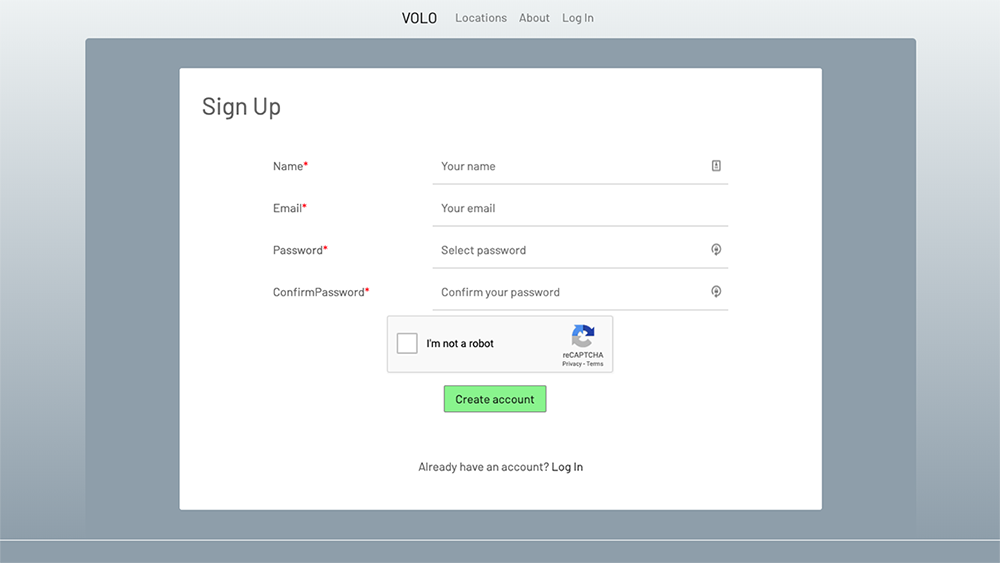 VOLO Locations About Log In
Sign Up
Name* Your name
Email* Your email
Password* Select password
ConfirmPassword* Confirm your password
I'm not a robot
reCAPTCHA
Privacy - Terms
Create account
Already have an account? Log In